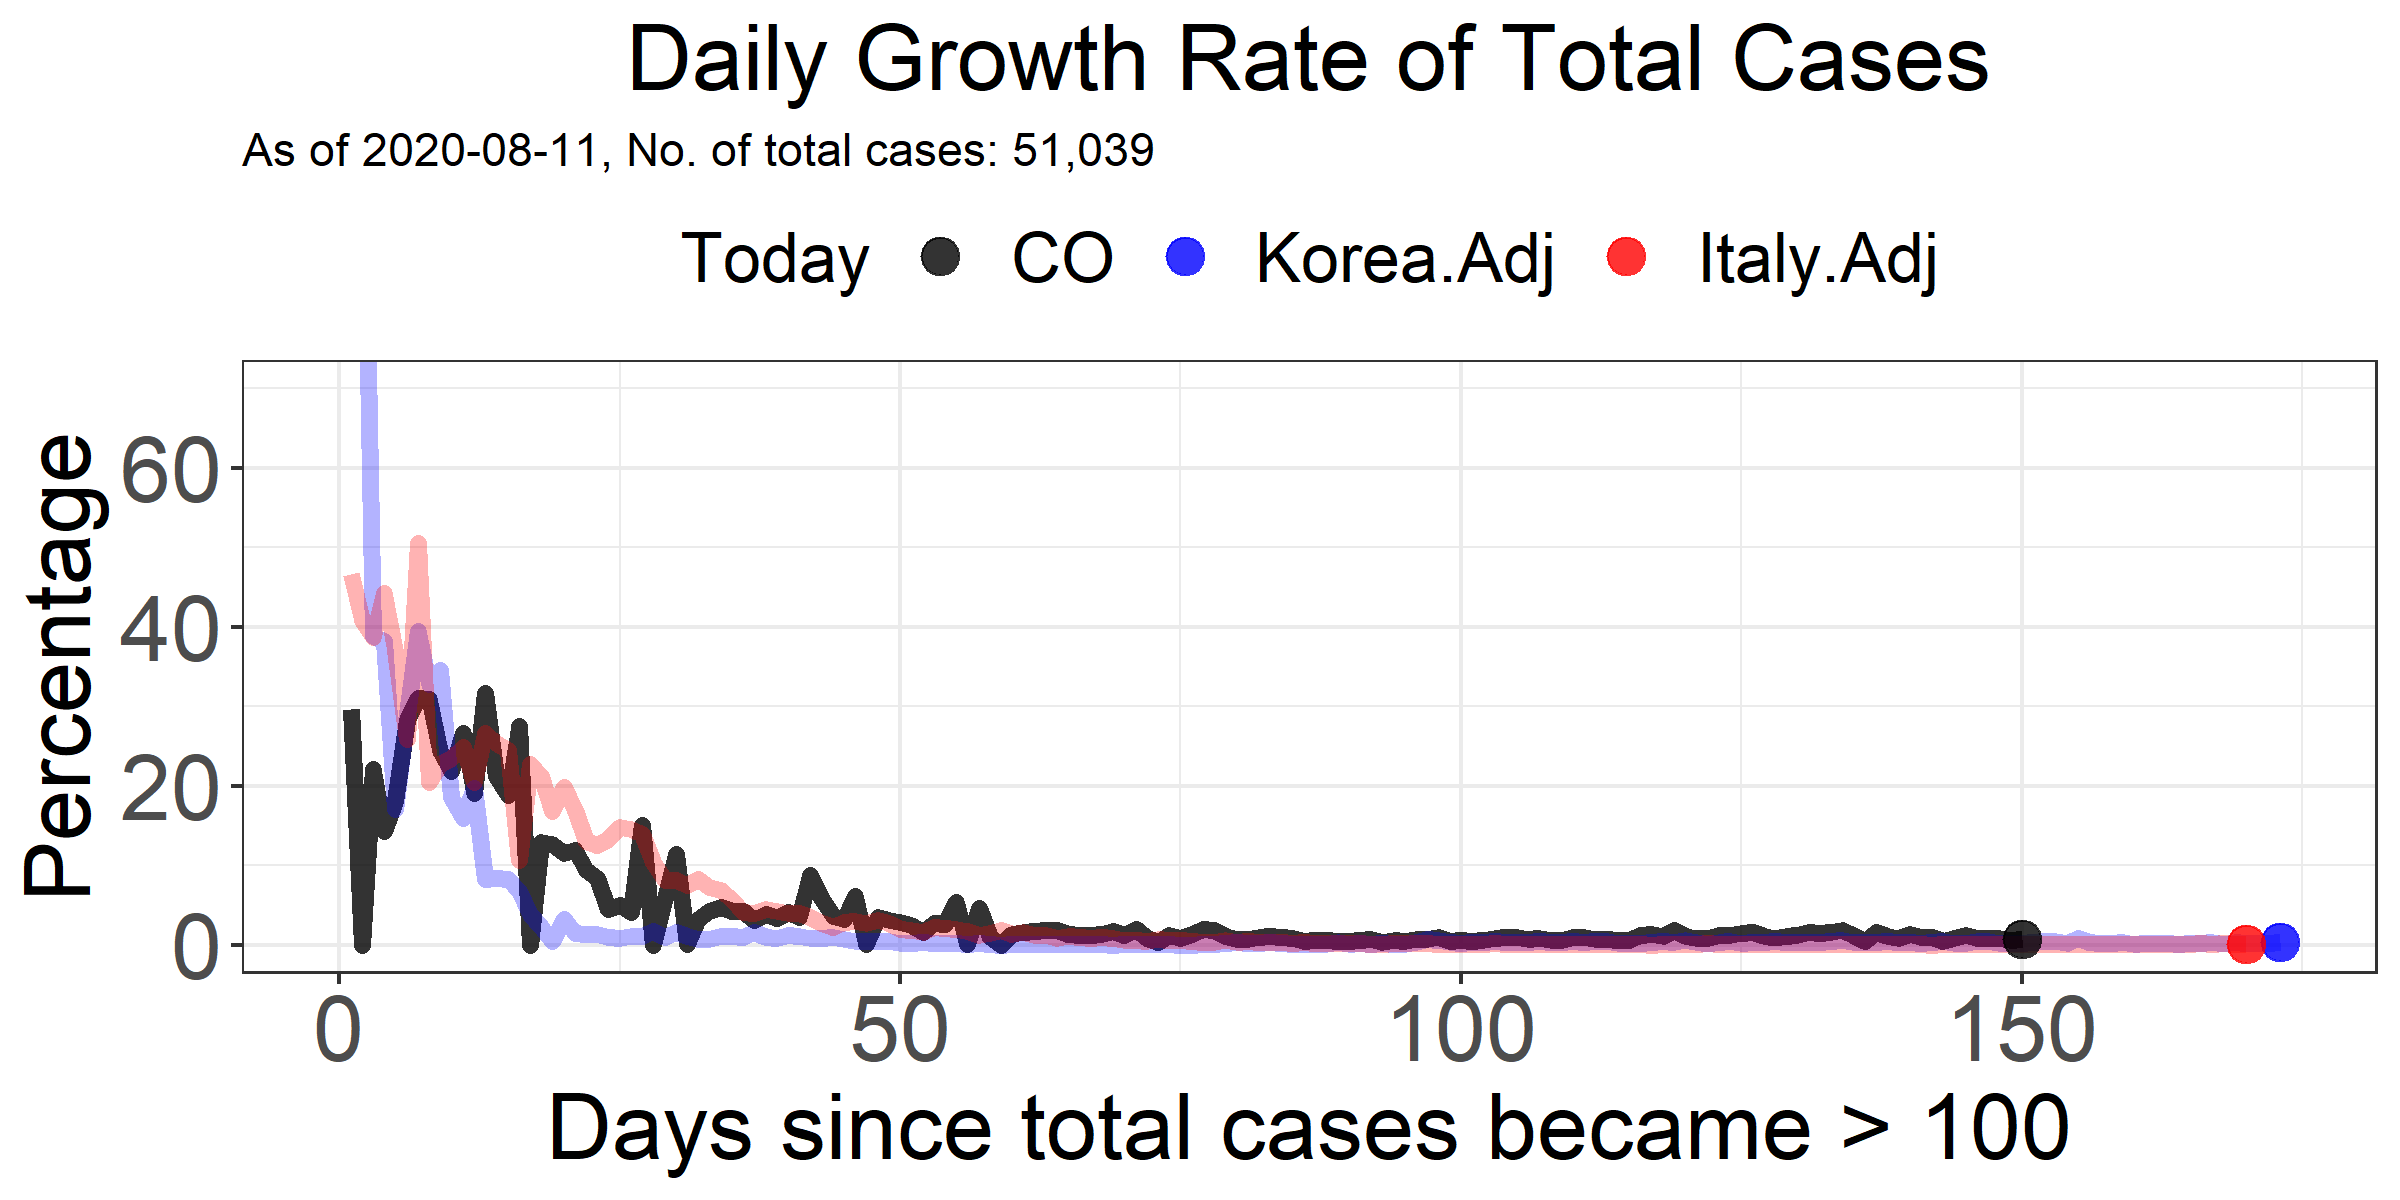 Daily Growth Rate of Total Cases
As of 2020-08-11, No. of total cases: 51,039
Today CO Korea.Adj Italy.Adj
Percentage
60
40
20
0
0 50 100 150
Days since total cases became > 100